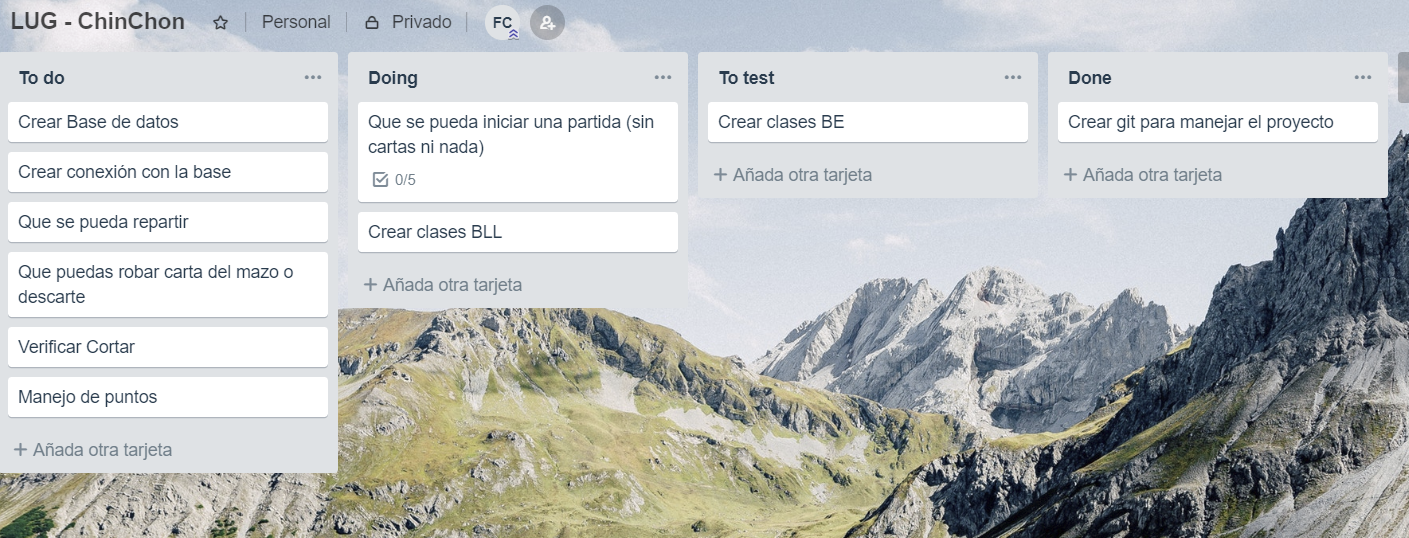 LUG - ChinChon
Personal
Privado
FC
To do
Crear Base de datos
Crear conexión con la base
Que se pueda repartir
Que puedas robar carta del mazo o
descarte
Verificar Cortar
Manejo de puntos
+ Añada otra tarjeta
Doing
Que se pueda iniciar una partida (sin
cartas ni nada)
0/5
Crear clases BLL
+ Añada otra tarjeta
To test
Crear clases BE
+ Añada otra tarjeta
Done
Crear git para manejar el proyecto
+ Añada otra tarjeta